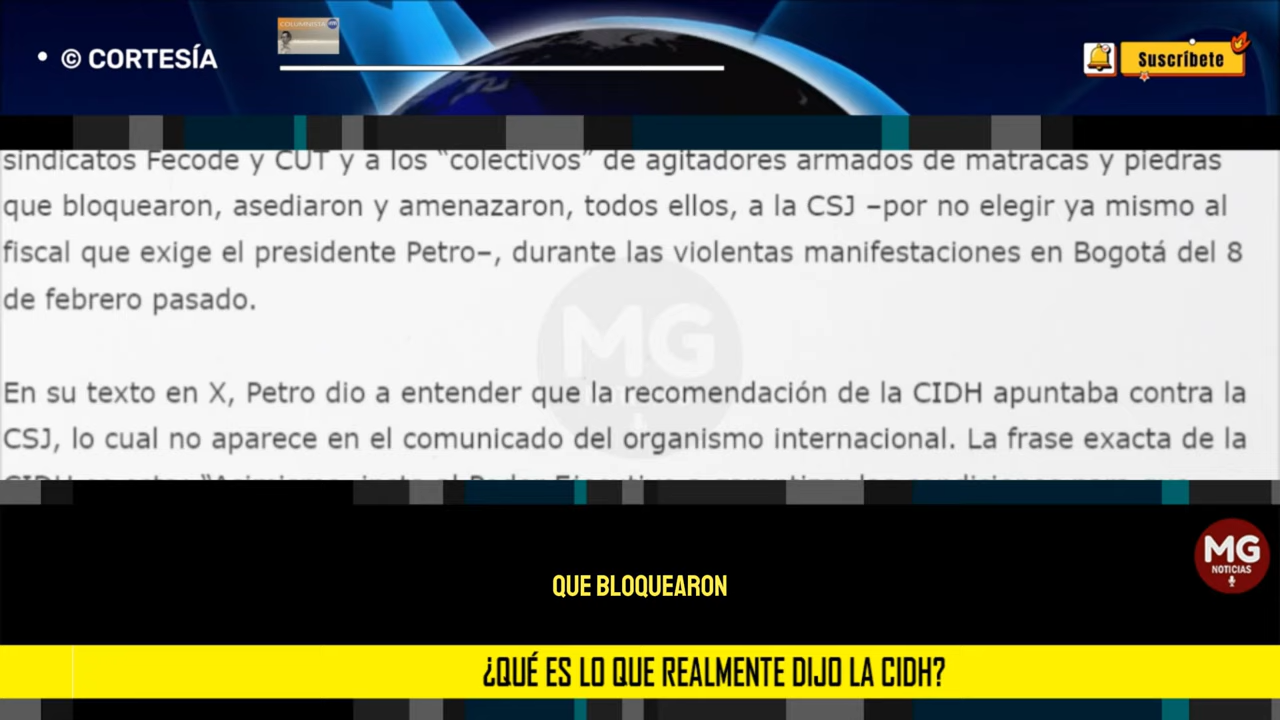 • © CORTESÍA
COLUMNISTA
Suscríbete
sindicatos Fecode y CUT y a los “colectivos” de agitadores armados de matracas y piedras
que bloquearon, asediaron y amenazaron, todos ellos, a la CSJ –por no elegir ya mismo al
fiscal que exige el presidente Petro–, durante las violentas manifestaciones en Bogotá del 8
de febrero pasado.
MG
En su texto en X, Petro dio a entender que la recomendación de la CIDH apuntaba contra la
CSJ, lo cual no aparece en el comunicado del organismo internacional. La frase exacta de la
MG
NOTICIAS
QUE BLOQUEARON
¿QUÉ ES LO QUE REALMENTE DIJO LA CIDH?